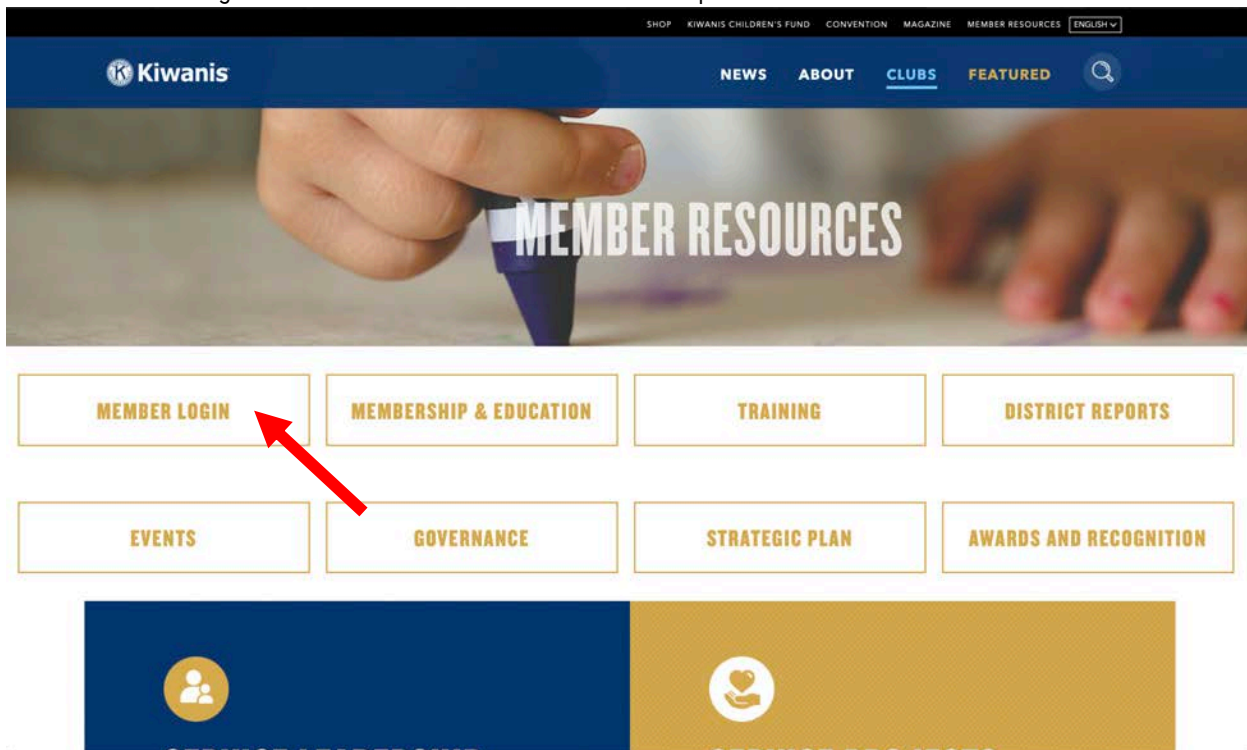 SHOP KIWANIS CHILDREN'S FUND CONVENTION MAGAZINE MEMBER RESOURCES ENGLISH
Kiwanis
NEWS ABOUT CLUBS FEATURED
MEMBER RESOURCES
MEMBER LOGIN MEMBERSHIP & EDUCATION TRAINING DISTRICT REPORTS
EVENTS GOVERNANCE STRATEGIC PLAN AWARDS AND RECOGNITION